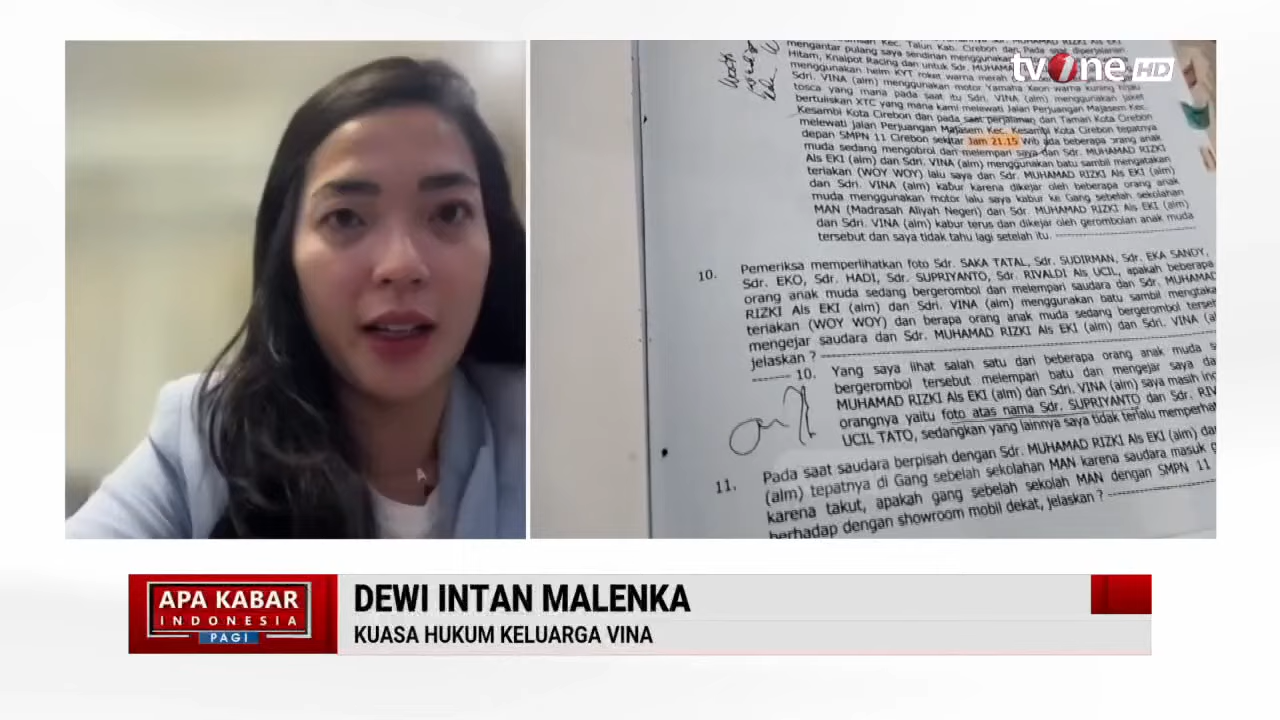 tvOne HD
mengantar pulang saya sendirian menggunakan
Hitam, Knalpot Racing dan untuk Sdr. MUHAM
menggunakan helm KYT roket warna merah
Sdri. VINA (alm) menggunakan motor Yamaha Xeon warna kuning hijau
tosca yang mana pada saat itu Sdri. VINA (alm) menggunakan jaket
bertuliskan XTC yang mana kami melewati Jalan Perjuangan Majasem Kec.
Kesambi Kota Cirebon dan pada saat perjalanan dari Taman Kota Cirebon
melewati jalan Perjuangan Majasem Kec. Kesambi Kota Cirebon tepatnya
depan SMPN 11 Cirebon sekitar Jam 21.15 Wib ada beberapa orang anak
muda sedang mengobrol dan melempari saya dan Sdr. MUHAMAD RIZKI
Als EKI (alm) dan Sdri. VINA (alm) menggunakan batu sambil mengatakan
teriakan (WOY WOY) lalu saya dan Sdr. MUHAMAD RIZKI Als EKI (alm)
dan Sdri. VINA (alm) kabur karena dikejar oleh beberapa orang anak
muda menggunakan motor lalu saya kabur ke Gang sebelah sekolahan
MAN (Madrasah Aliyah Negeri) dan Sdr. MUHAMAD RIZKI Als EKI (alm)
dan Sdri. VINA (alm) kabur terus dan dikejar oleh gerombolan anak muda
tersebut dan saya tidak tahu lagi setelah itu.
10. Pemeriksa memperlihatkan foto Sdr. SAKA TATAL, Sdr. SUDIRMAN, Sdr. EKA SANDY,
Sdr. EKO, Sdr. HADI, Sdr. SUPRIYANTO, Sdr. RIVALDI Als UCIL, apakah beberapa
orang anak muda sedang bergerombol dan melempari saudara dan Sdr. MUHAMAD
RIZKI Als EKI (alm) dan Sdri. VINA (alm) menggunakan batu sambil mengtaka
teriakan (WOY WOY) dan berapa orang anak muda sedang bergerombol terse
mengejar saudara dan Sdr. MUHAMAD RIZKI Als EKI (alm) dan Sdri. VINA (al
jelaskan ?
10. Yang saya lihat salah satu dari beberapa orang anak muda s
bergerombol tersebut melempari batu dan mengejar saya da
MUHAMAD RIZKI Als EKI (alm) dan Sdri. VINA (alm) saya masih ing
orangnya yaitu foto atas nama Sdr. SUPRIYANTO dan Sdr. RIV
UCIL TATO, sedangkan yang lainnya saya tidak terlalu memperhat
11. Pada saat saudara berpisah dengan Sdr. MUHAMAD RIZKI Als EKI (alm) da
(alm) tepatnya di Gang sebelah sekolahan MAN karena saudara masuk g
karena takut, apakah gang sebelah sekolah MAN dengan SMPN 11
berhadap dengan showroom mobil dekat, jelaskan ?
APA KABAR
INDONESIA
PAGI
DEWI INTAN MALENKA
KUASA HUKUM KELUARGA VINA